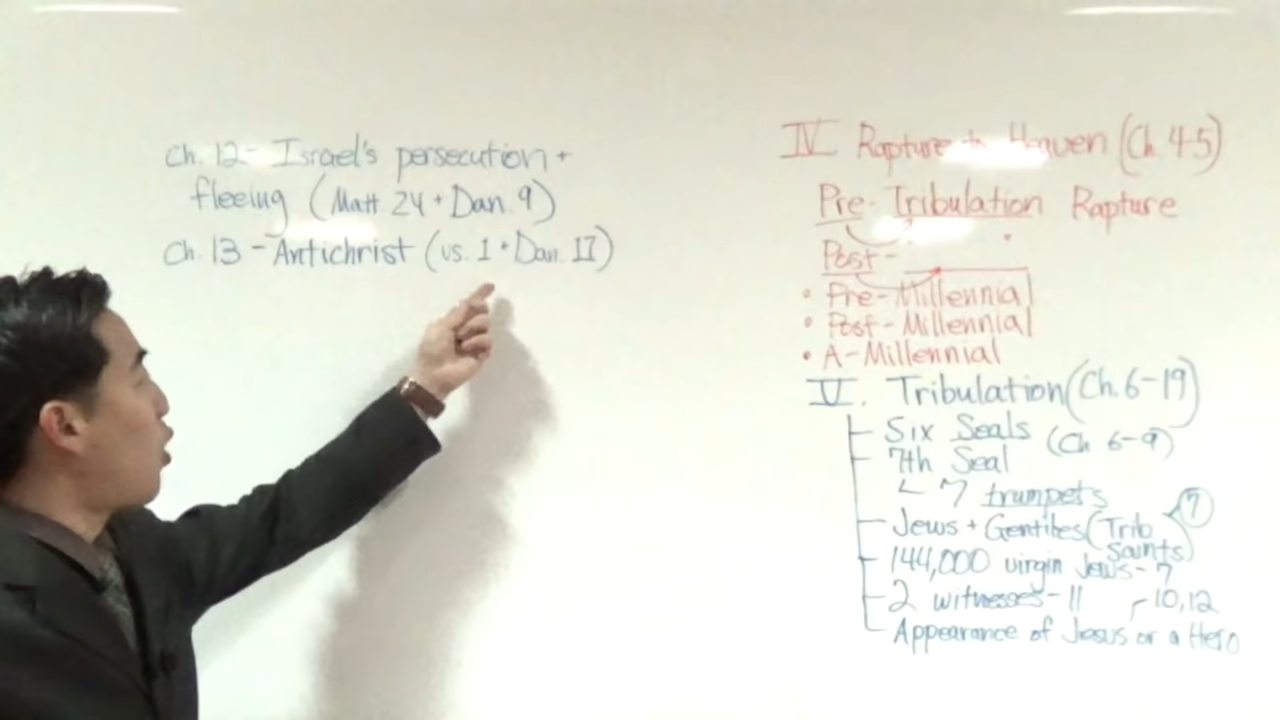 Ch. 12 - Israel's persecution +
fleeing (Matt 24 + Dan. 9)
Ch. 13 - Antichrist (vs. 1 + Dan. II)
IV Rapture to Heaven (Ch. 4-5)
Pre-Tribulation Rapture
Post-
• Pre-Millennial
• Post-Millennial
• A-Millennial
V. Tribulation (Ch. 6-19)
Six Seals (Ch 6-9)
7th Seal
7 trumpets
Jews + Gentiles (Trib saints) 7
144,000 virgin Jews - 7
2 witnesses - 11
Appearance of Jesus or a Hero - 10,12